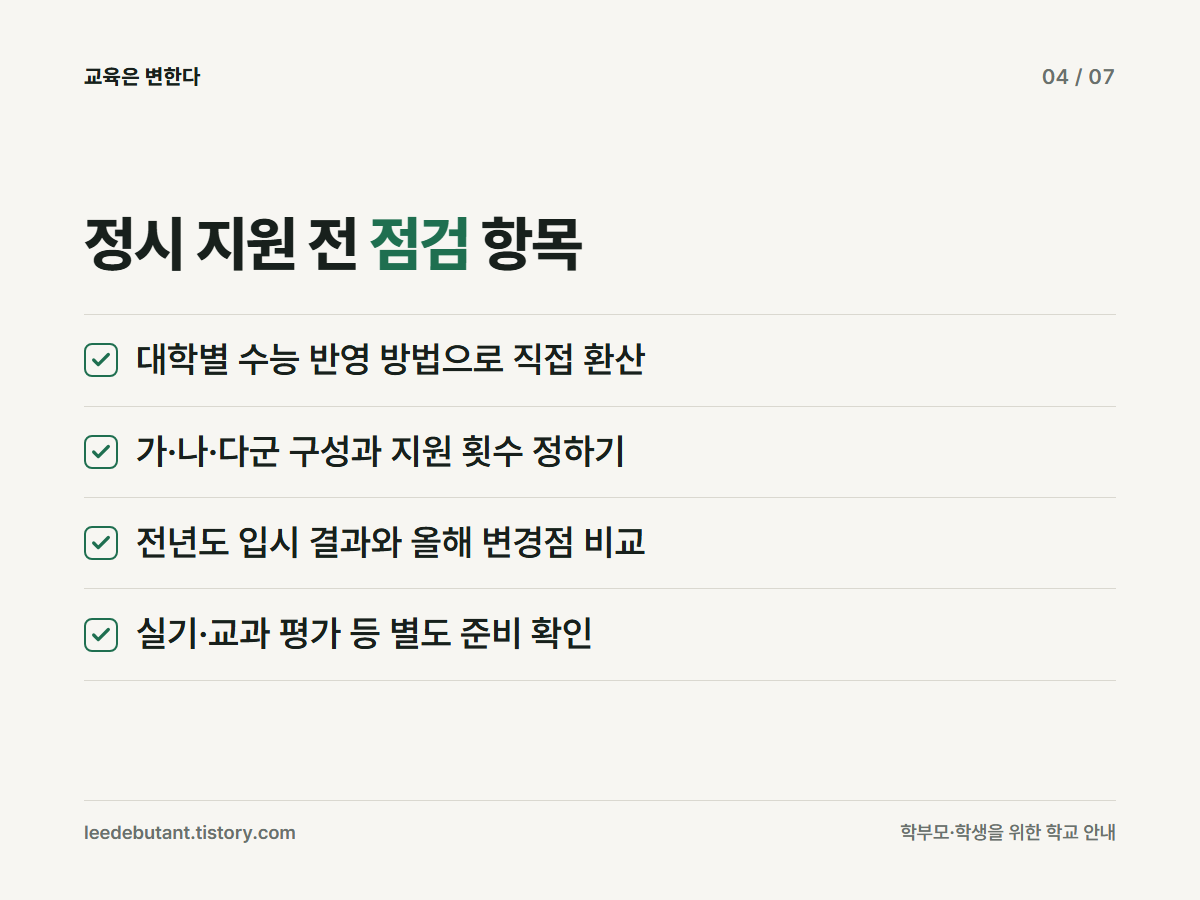 교육은 변한다
04 / 07
정시 지원 전 점검 항목
대학별 수능 반영 방법으로 직접 환산
가·나·다군 구성과 지원 횟수 정하기
전년도 입시 결과와 올해 변경점 비교
실기·교과 평가 등 별도 준비 확인
leedebutant.tistory.com
학부모·학생을 위한 학교 안내